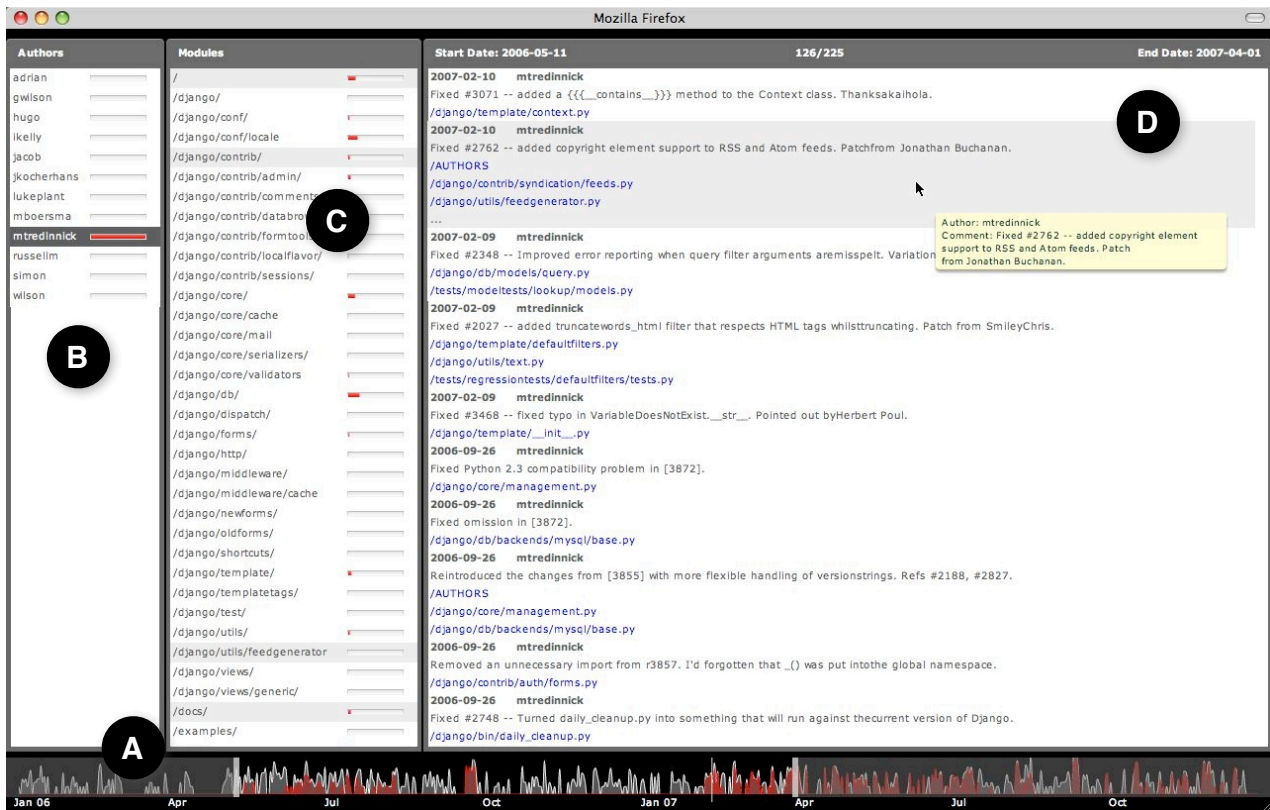 Mozilla Firefox
Authors
adrian
gwilson
hugo
ikelly
jacob
jkocherhans
lukeplant
mboersma
mtredinnick
russellm
simon
wilson
B
Modules
/
/django/
/django/conf/
/django/conf/locale
/django/contrib/
/django/contrib/admin/
/django/contrib/comments
/django/contrib/databro
/django/contrib/formtool
/django/contrib/localflavor/
/django/contrib/sessions/
/django/core/
/django/core/cache
/django/core/mail
/django/core/serializers/
/django/core/validators
/django/db/
/django/dispatch/
/django/forms/
/django/http/
/django/middleware/
/django/middleware/cache
/django/newforms/
/django/oldforms/
/django/shortcuts/
/django/template/
/django/templatetags/
/django/test/
/django/utils/
/django/utils/feedgenerator
/django/views/
/django/views/generic/
/docs/
/examples/
C
Start Date: 2006-05-11 126/225 End Date: 2007-04-01
2007-02-10 mtredinnick
Fixed #3071 -- added a {{{__contains__}}} method to the Context class. Thanksakaihola.
/django/template/context.py
2007-02-10 mtredinnick
Fixed #2762 -- added copyright element support to RSS and Atom feeds. Patchfrom Jonathan Buchanan.
/AUTHORS
/django/contrib/syndication/feeds.py
/django/utils/feedgenerator.py
...
2007-02-09 mtredinnick
Fixed #2348 -- Improved error reporting when query filter arguments aremisspelt. Variation
/django/db/models/query.py
/tests/modeltests/lookup/models.py
2007-02-09 mtredinnick
Fixed #2027 -- added truncatewords_html filter that respects HTML tags whilsttruncating. Patch from SmileyChris.
/django/template/defaultfilters.py
/django/utils/text.py
/tests/regressiontests/defaultfilters/tests.py
2007-02-09 mtredinnick
Fixed #3468 -- fixed typo in VariableDoesNotExist.__str__. Pointed out byHerbert Poul.
/django/template/__init__.py
2006-09-26 mtredinnick
Fixed Python 2.3 compatibility problem in [3872].
/django/core/management.py
2006-09-26 mtredinnick
Fixed omission in [3872].
/django/db/backends/mysql/base.py
2006-09-26 mtredinnick
Reintroduced the changes from [3855] with more flexible handling of versionstrings. Refs #2188, #2827.
/AUTHORS
/django/core/management.py
/django/db/backends/mysql/base.py
2006-09-26 mtredinnick
Removed an unnecessary import from r3857. I'd forgotten that _() was put intothe global namespace.
/django/contrib/auth/forms.py
2006-09-26 mtredinnick
Fixed #2748 -- Turned daily_cleanup.py into something that will run against thecurrent version of Django.
/django/bin/daily_cleanup.py
D
Author: mtredinnick
Comment: Fixed #2762 -- added copyright element
support to RSS and Atom feeds. Patch
from Jonathan Buchanan.
A
Jan 06 Apr Jul Oct Jan 07 Apr Jul Oct